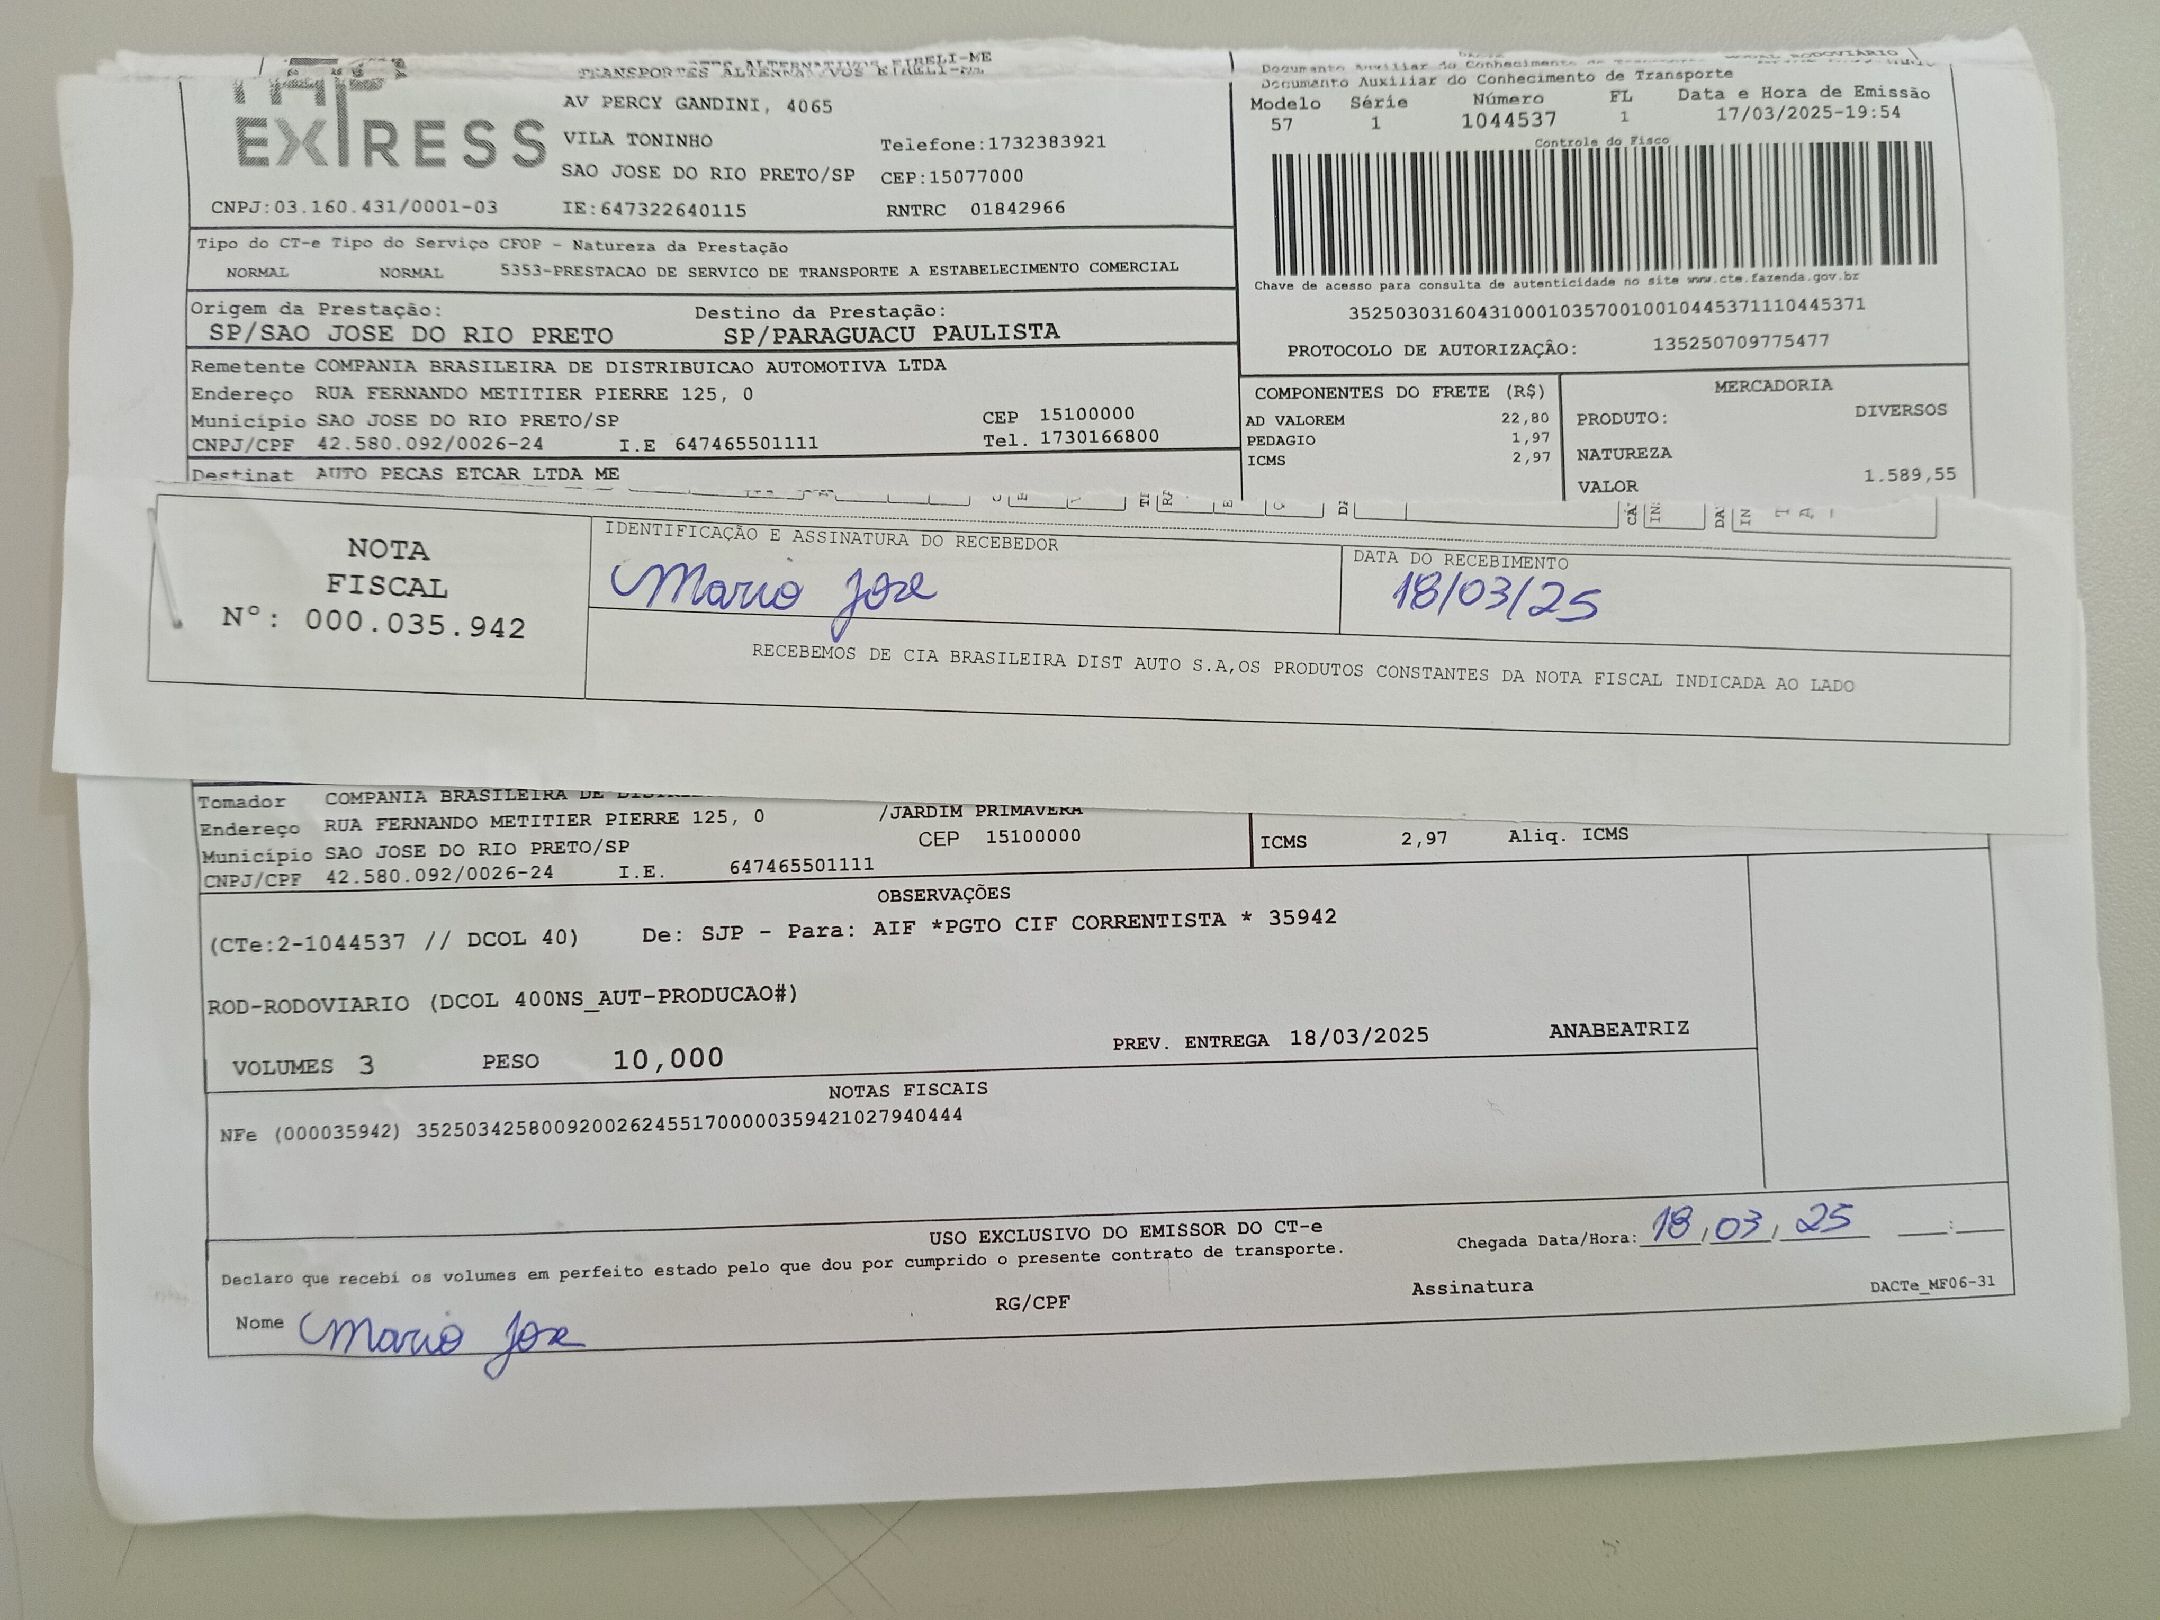 TAP
EXPRESS
TRANSPORTES ALTERNATIVOS EIRELI-ME
AV PERCY GANDINI, 4065
VILA TONINHO Telefone:1732383921
SAO JOSE DO RIO PRETO/SP CEP:15077000
CNPJ:03.160.431/0001-03 IE:647322640115 RNTRC 01842966
Documento Auxiliar do Conhecimento de Transporte
Modelo Série Número FL Data e Hora de Emissão
57 1 1044537 1 17/03/2025-19:54
Controle do Fisco
Chave de acesso para consulta de autenticidade no site www.cte.fazenda.gov.br
35250303160431000103570010010445371110445371
PROTOCOLO DE AUTORIZAÇÃO: 135250709775477
Tipo do CT-e Tipo do Serviço CFOP - Natureza da Prestação
NORMAL NORMAL 5353-PRESTACAO DE SERVICO DE TRANSPORTE A ESTABELECIMENTO COMERCIAL
Origem da Prestação: Destino da Prestação:
SP/SAO JOSE DO RIO PRETO SP/PARAGUACU PAULISTA
Remetente COMPANIA BRASILEIRA DE DISTRIBUICAO AUTOMOTIVA LTDA
Endereço RUA FERNANDO METITIER PIERRE 125, 0
Município SAO JOSE DO RIO PRETO/SP CEP 15100000
CNPJ/CPF 42.580.092/0026-24 I.E 647465501111 Tel. 1730166800
Destinat AUTO PECAS ETCAR LTDA ME
COMPONENTES DO FRETE (R$)
AD VALOREM 22,80
PEDAGIO 1,97
ICMS 2,97
MERCADORIA
PRODUTO: DIVERSOS
NATUREZA
VALOR 1.589,55
NOTA
FISCAL
Nº: 000.035.942
IDENTIFICAÇÃO E ASSINATURA DO RECEBEDOR
Mario Jose
DATA DO RECEBIMENTO
18/03/25
RECEBEMOS DE CIA BRASILEIRA DIST AUTO S.A,OS PRODUTOS CONSTANTES DA NOTA FISCAL INDICADA AO LADO
Tomador COMPANIA BRASILEIRA DE
Endereço RUA FERNANDO METITIER PIERRE 125, 0 /JARDIM PRIMAVERA
Município SAO JOSE DO RIO PRETO/SP CEP 15100000
CNPJ/CPF 42.580.092/0026-24 I.E. 647465501111
ICMS 2,97 Aliq. ICMS
OBSERVAÇÕES
(CTe:2-1044537 // DCOL 40) De: SJP - Para: AIF *PGTO CIF CORRENTISTA * 35942
ROD-RODOVIARIO (DCOL 400NS_AUT-PRODUCAO#)
VOLUMES 3 PESO 10,000 PREV. ENTREGA 18/03/2025 ANABEATRIZ
NOTAS FISCAIS
NFe (000035942) 35250342580092002624551700000359421027940444
USO EXCLUSIVO DO EMISSOR DO CT-e
Declaro que recebi os volumes em perfeito estado pelo que dou por cumprido o presente contrato de transporte.
Chegada Data/Hora: 18/03/25 __:__
Nome Mario Jose RG/CPF Assinatura DACTe_MF06-31